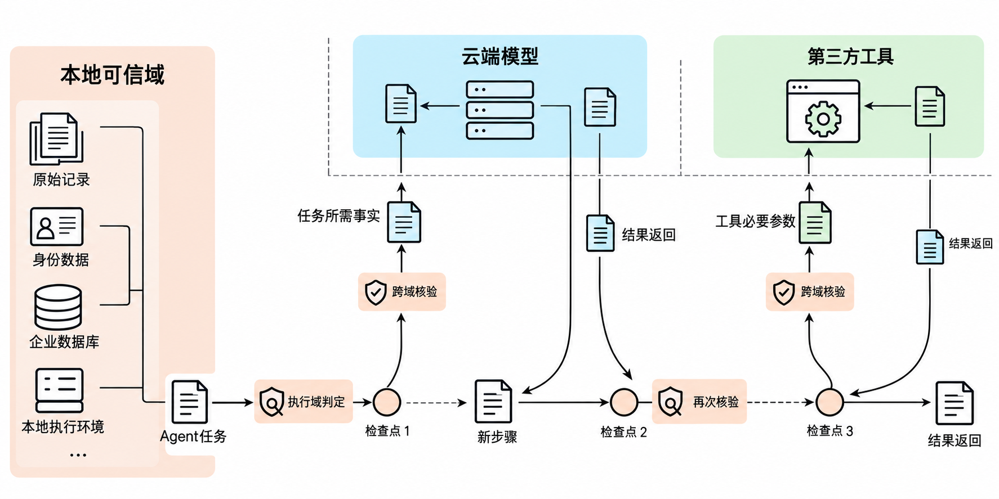 本地可信域
原始记录
身份数据
企业数据库
本地执行环境
...
Agent任务
执行域判定
检查点 1
跨域核验
任务所需事实
云端模型
新步骤
结果返回
检查点 2
再次核验
检查点 3
跨域核验
工具必要参数
第三方工具
结果返回
结果返回